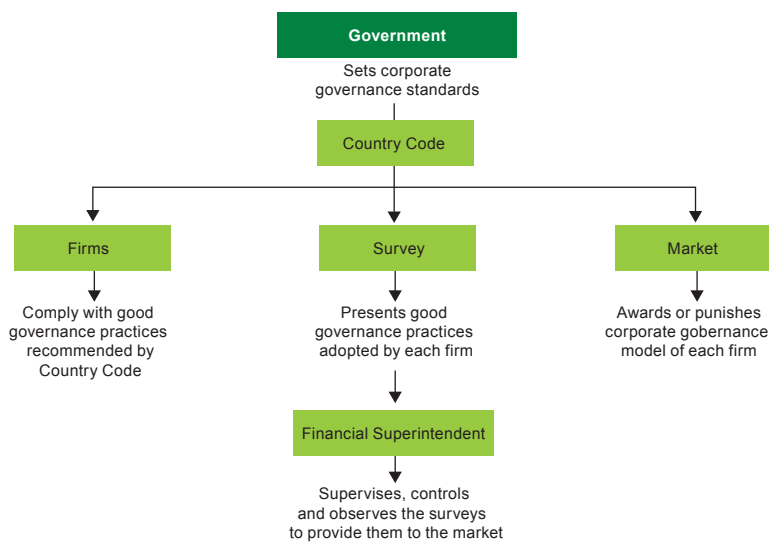 Government
Sets corporate
governance standards
Country Code
Firms
Survey
Market
Comply with good
governance practices
recommended by
Country Code
Presents good
governance practices
adopted by each firm
Awards or punishes
corporate gobernance
model of each firm
Financial Superintendent
Supervises, controls
and observes the surveys
to provide them to the market